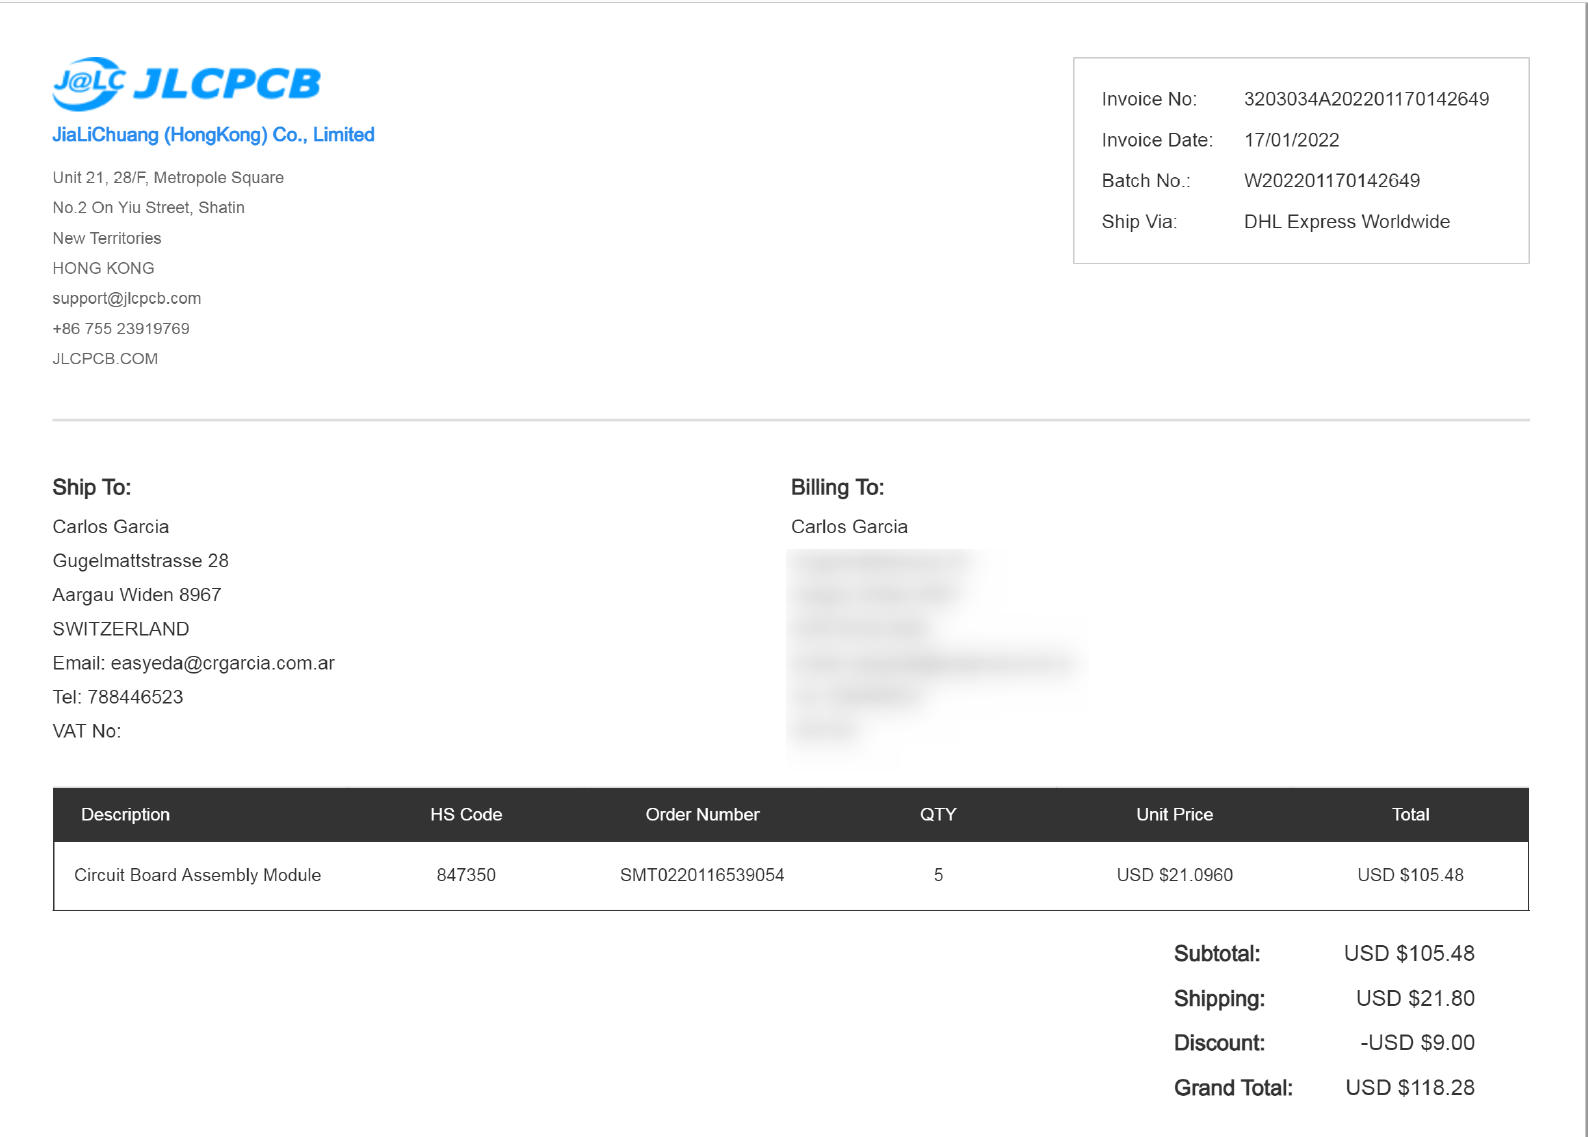 J@LC JLCPCB
JiaLiChuang (HongKong) Co., Limited
Unit 21, 28/F, Metropole Square
No.2 On Yiu Street, Shatin
New Territories
HONG KONG
support@jlcpcb.com
+86 755 23919769
JLCPCB.COM
Invoice No: 3203034A202201170142649
Invoice Date: 17/01/2022
Batch No.: W202201170142649
Ship Via: DHL Express Worldwide
Ship To:
Carlos Garcia
Gugelmattstrasse 28
Aargau Widen 8967
SWITZERLAND
Email: easyeda@crgarcia.com.ar
Tel: 788446523
VAT No:
Billing To:
Carlos Garcia
Description HS Code Order Number QTY Unit Price Total
Circuit Board Assembly Module 847350 SMT0220116539054 5 USD $21.0960 USD $105.48
Subtotal: USD $105.48
Shipping: USD $21.80
Discount: -USD $9.00
Grand Total: USD $118.28